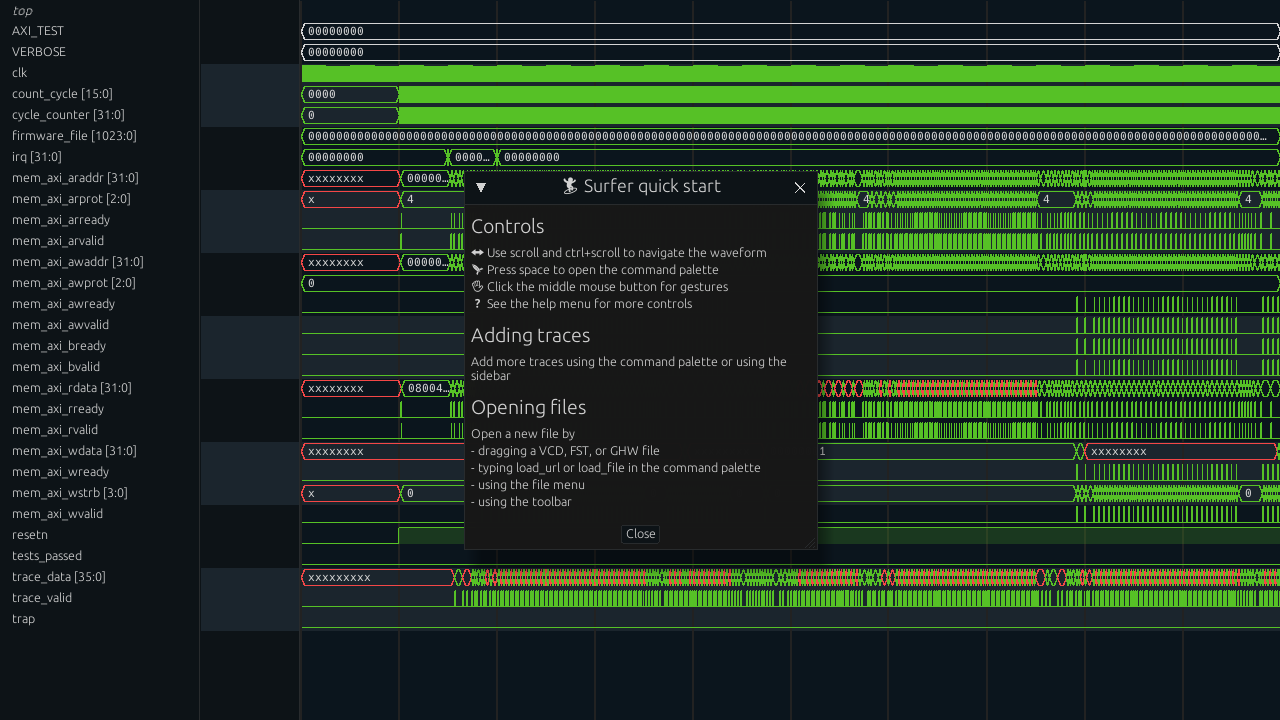 top
AXI_TEST
00000000
VERBOSE
00000000
clk
count_cycle [15:0]
0000
cycle_counter [31:0]
0
firmware_file [1023:0]
irq [31:0]
00000000
0000…
00000000
mem_axi_araddr [31:0]
xxxxxxxx
00000…
mem_axi_arprot [2:0]
x
4
4
4
4
mem_axi_arready
mem_axi_arvalid
mem_axi_awaddr [31:0]
xxxxxxxx
00000…
mem_axi_awprot [2:0]
0
mem_axi_awready
mem_axi_awvalid
mem_axi_bready
mem_axi_bvalid
mem_axi_rdata [31:0]
xxxxxxxx
08004…
mem_axi_rready
mem_axi_rvalid
mem_axi_wdata [31:0]
xxxxxxxx
1
xxxxxxxx
mem_axi_wready
mem_axi_wstrb [3:0]
x
0
0
mem_axi_wvalid
resetn
tests_passed
trace_data [35:0]
xxxxxxxxx
trace_valid
trap
Surfer quick start
Controls
Use scroll and ctrl+scroll to navigate the waveform
Press space to open the command palette
Click the middle mouse button for gestures
? See the help menu for more controls
Adding traces
Add more traces using the command palette or using the
sidebar
Opening files
Open a new file by
- dragging a VCD, FST, or GHW file
- typing load_url or load_file in the command palette
- using the file menu
- using the toolbar
Close